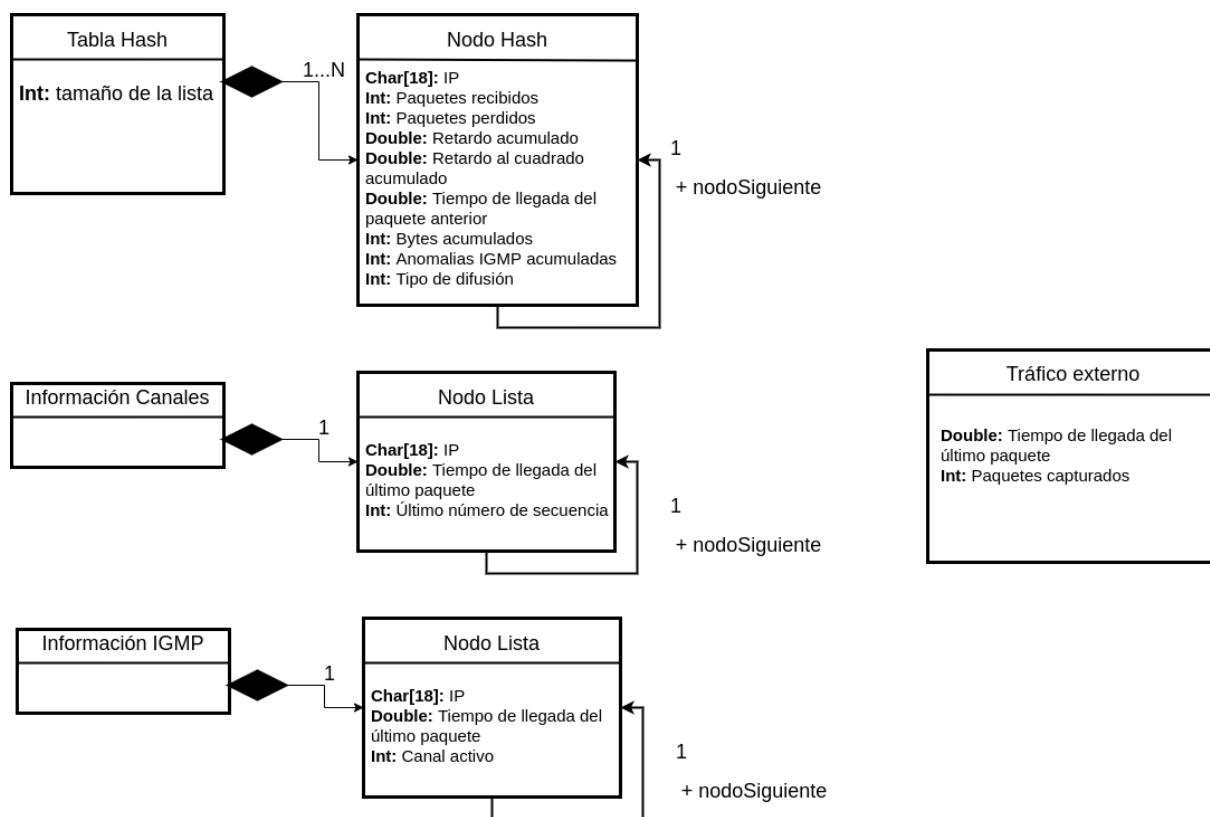 Tabla Hash
Int: tamaño de la lista
1...N
Nodo Hash
Char[18]: IP
Int: Paquetes recibidos
Int: Paquetes perdidos
Double: Retardo acumulado
Double: Retardo al cuadrado
acumulado
Double: Tiempo de llegada del
paquete anterior
Int: Bytes acumulados
Int: Anomalias IGMP acumuladas
Int: Tipo de difusión
1
+ nodoSiguiente
Información Canales
1
Nodo Lista
Char[18]: IP
Double: Tiempo de llegada del
último paquete
Int: Último número de secuencia
1
+ nodoSiguiente
Tráfico externo
Double: Tiempo de llegada del
último paquete
Int: Paquetes capturados
Información IGMP
1
Nodo Lista
Char[18]: IP
Double: Tiempo de llegada del
último paquete
Int: Canal activo
1
+ nodoSiguiente